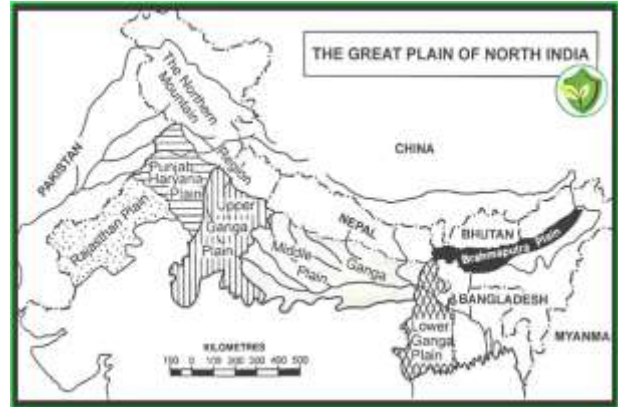 THE GREAT PLAIN OF NORTH INDIA
The Northern
Mountain
Region
CHINA
PAKISTAN
Punjab
Haryana
Plain
Rajasthan Plain
Upper
Ganga
Plain
NEPAL
Middle Ganga
Plain
BHUTAN
Brahmaputra Plain
BANGLADESH
Lower
Ganga
Plain
MYANMA
KILOMETRES
100 0 100 200 300 400 500